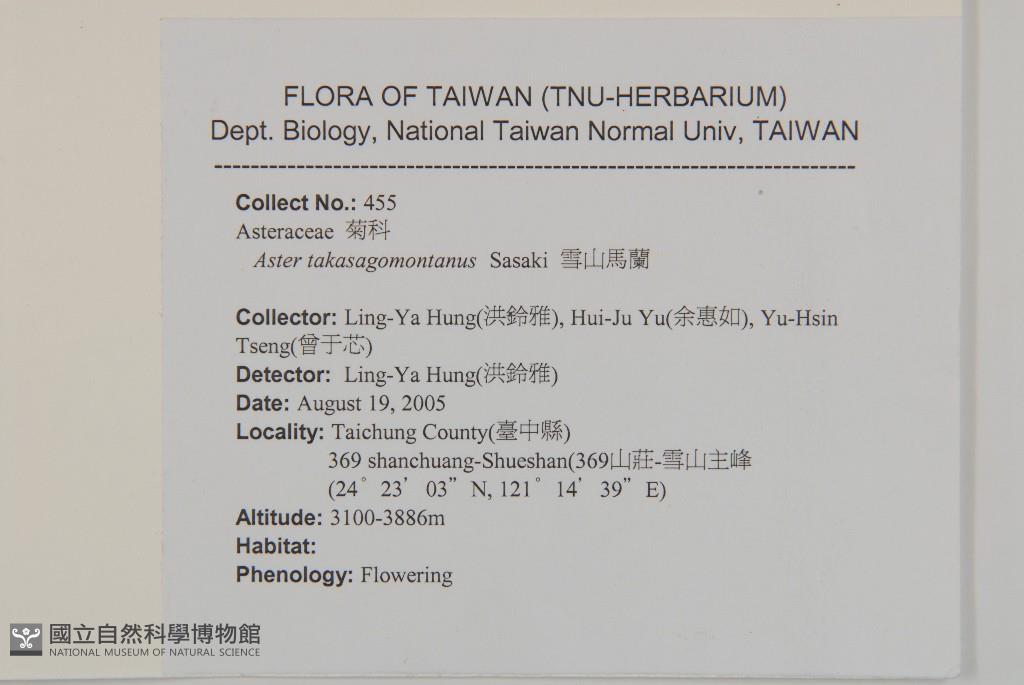 FLORA OF TAIWAN (TNU-HERBARIUM)
Dept. Biology, National Taiwan Normal Univ, TAIWAN
Collect No.: 455
Asteraceae 菊科
Aster takasagomontanus Sasaki 雪山馬蘭
Collector: Ling-Ya Hung(洪鈴雅), Hui-Ju Yu(余惠如), Yu-Hsin
Tseng(曾于芯)
Detector: Ling-Ya Hung(洪鈴雅)
Date: August 19, 2005
Locality: Taichung County(臺中縣)
369 shanchuang-Shueshan(369山莊-雪山主峰
(24° 23’ 03” N, 121° 14’ 39” E)
Altitude: 3100-3886m
Habitat:
Phenology: Flowering
國立自然科學博物館
NATIONAL MUSEUM OF NATURAL SCIENCE